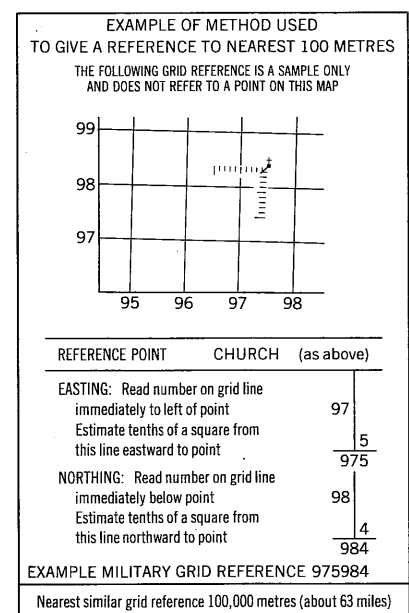 EXAMPLE OF METHOD USED
TO GIVE A REFERENCE TO NEAREST 100 METRES
THE FOLLOWING GRID REFERENCE IS A SAMPLE ONLY
AND DOES NOT REFER TO A POINT ON THIS MAP
99
98
97
95 96 97 98
REFERENCE POINT CHURCH (as above)
EASTING: Read number on grid line
immediately to left of point 97
Estimate tenths of a square from
this line eastward to point 5
975
NORTHING: Read number on grid line
immediately below point 98
Estimate tenths of a square from
this line northward to point 4
984
EXAMPLE MILITARY GRID REFERENCE 975984
Nearest similar grid reference 100,000 metres (about 63 miles)